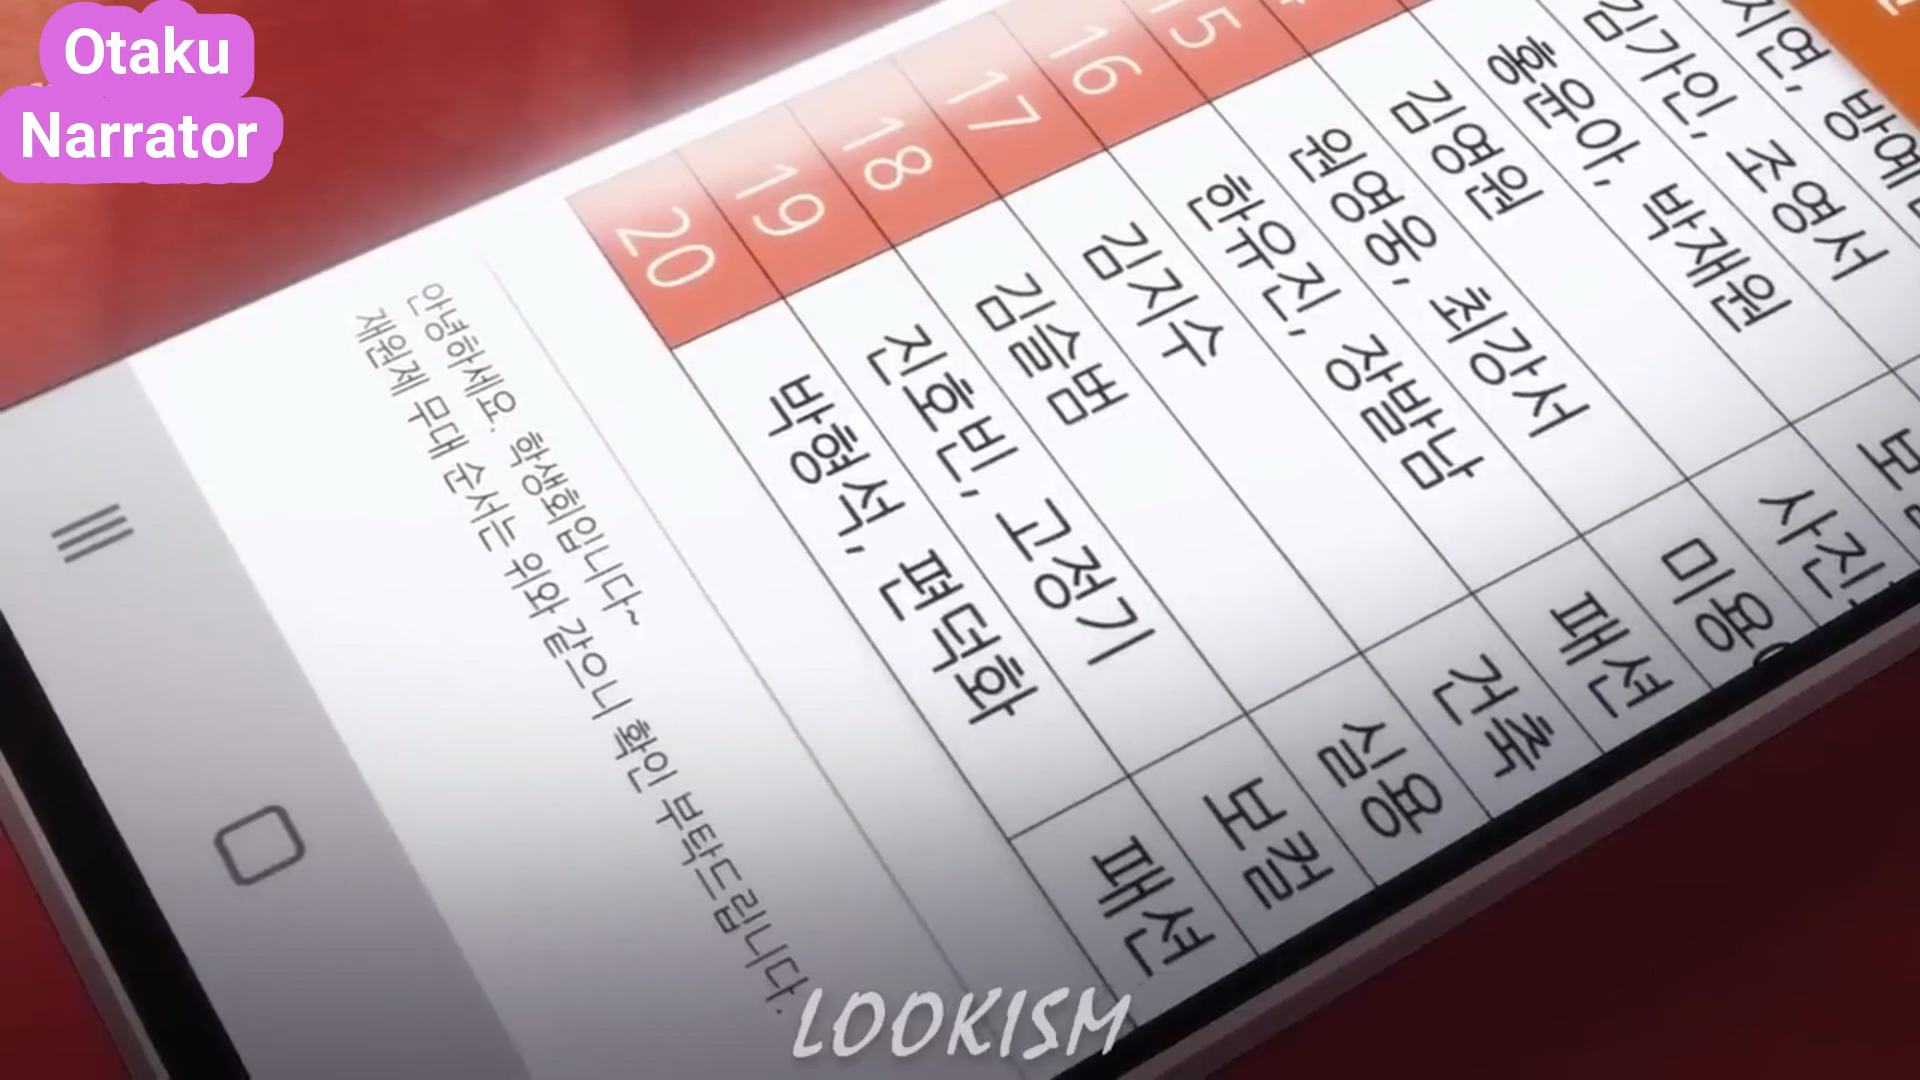 Otaku
Narrator
지연, 방예
김가인, 조영서
홍윤아, 박재원
김영원 사진
15 원영웅, 최강서 미용
16 한유진, 장발남 패션
17 김지수 건축
18 김슬범 실용
19 진호빈, 고정기 보컬
20 박형석, 편덕화 패션
안녕하세요. 학생회입니다~
재원제 무대 순서는 위와 같으니 확인 부탁드립니다.
LOOKISM